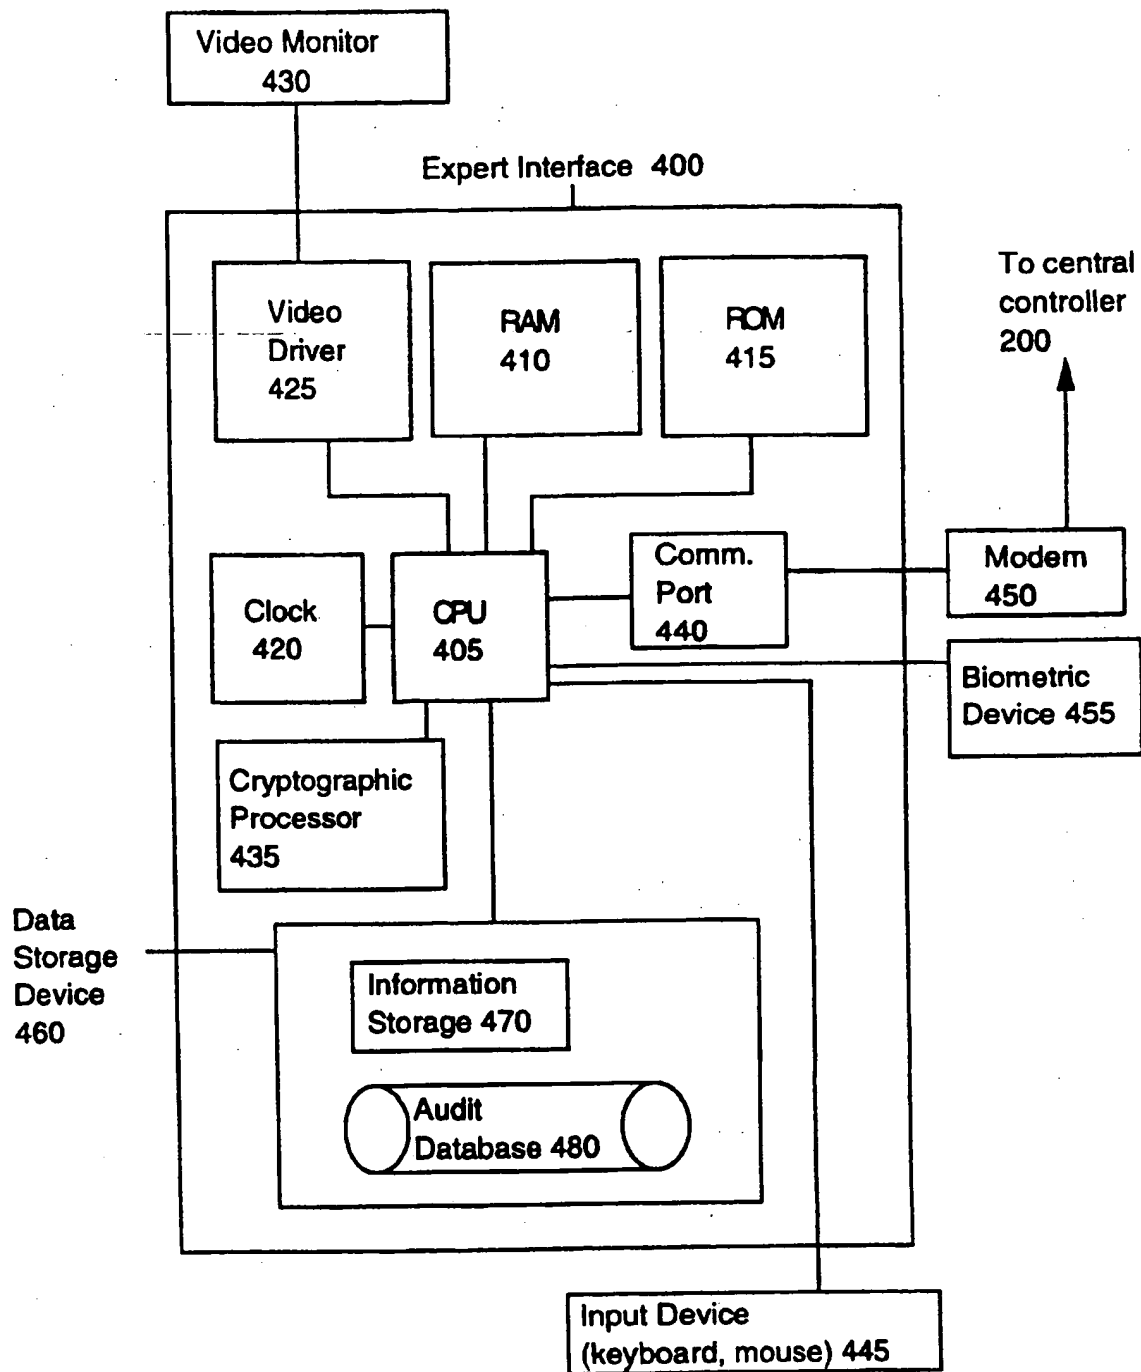 Video Monitor
430
Expert Interface 400
To central
controller
200
Video
Driver
425
RAM
410
ROM
415
Clock
420
CPU
405
Comm.
Port
440
Modem
450
Biometric
Device 455
Cryptographic
Processor
435
Data
Storage
Device
460
Information
Storage 470
Audit
Database 480
Input Device
(keyboard, mouse) 445